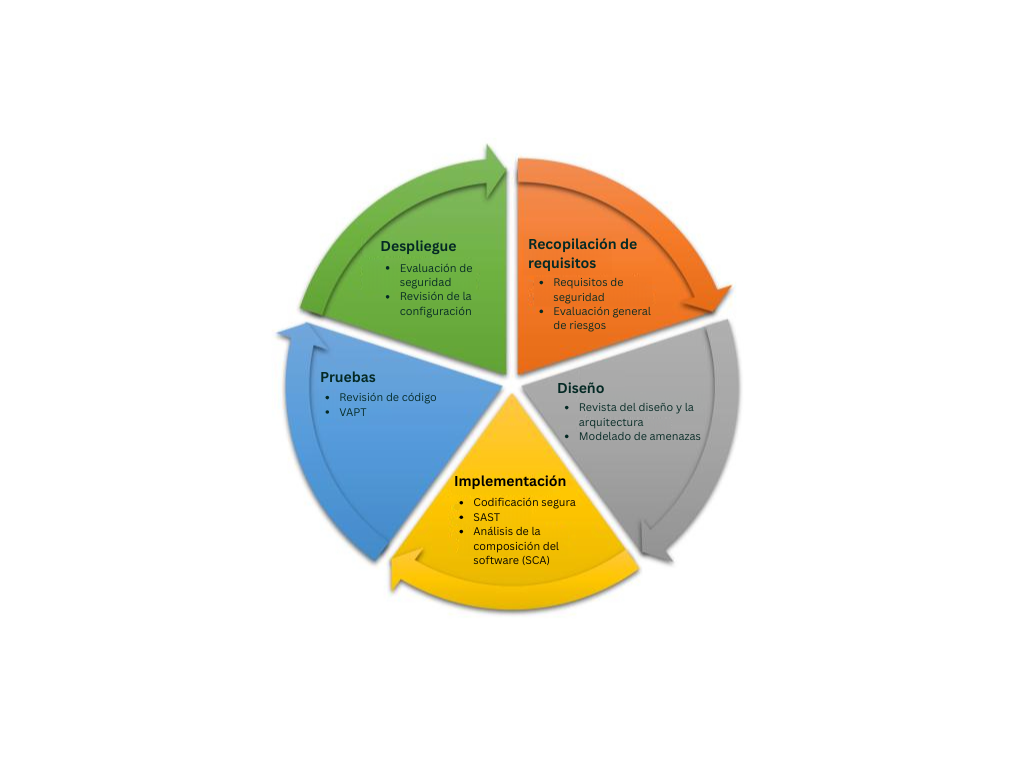 Despliegue
• Evaluación de
seguridad
• Revisión de la
configuración
Recopilación de
requisitos
• Requisitos de
seguridad
• Evaluación general
de riesgos
Diseño
• Revista del diseño y la
arquitectura
• Modelado de amenazas
Implementación
• Codificación segura
• SAST
• Análisis de la
composición del
software (SCA)
Pruebas
• Revisión de código
• VAPT